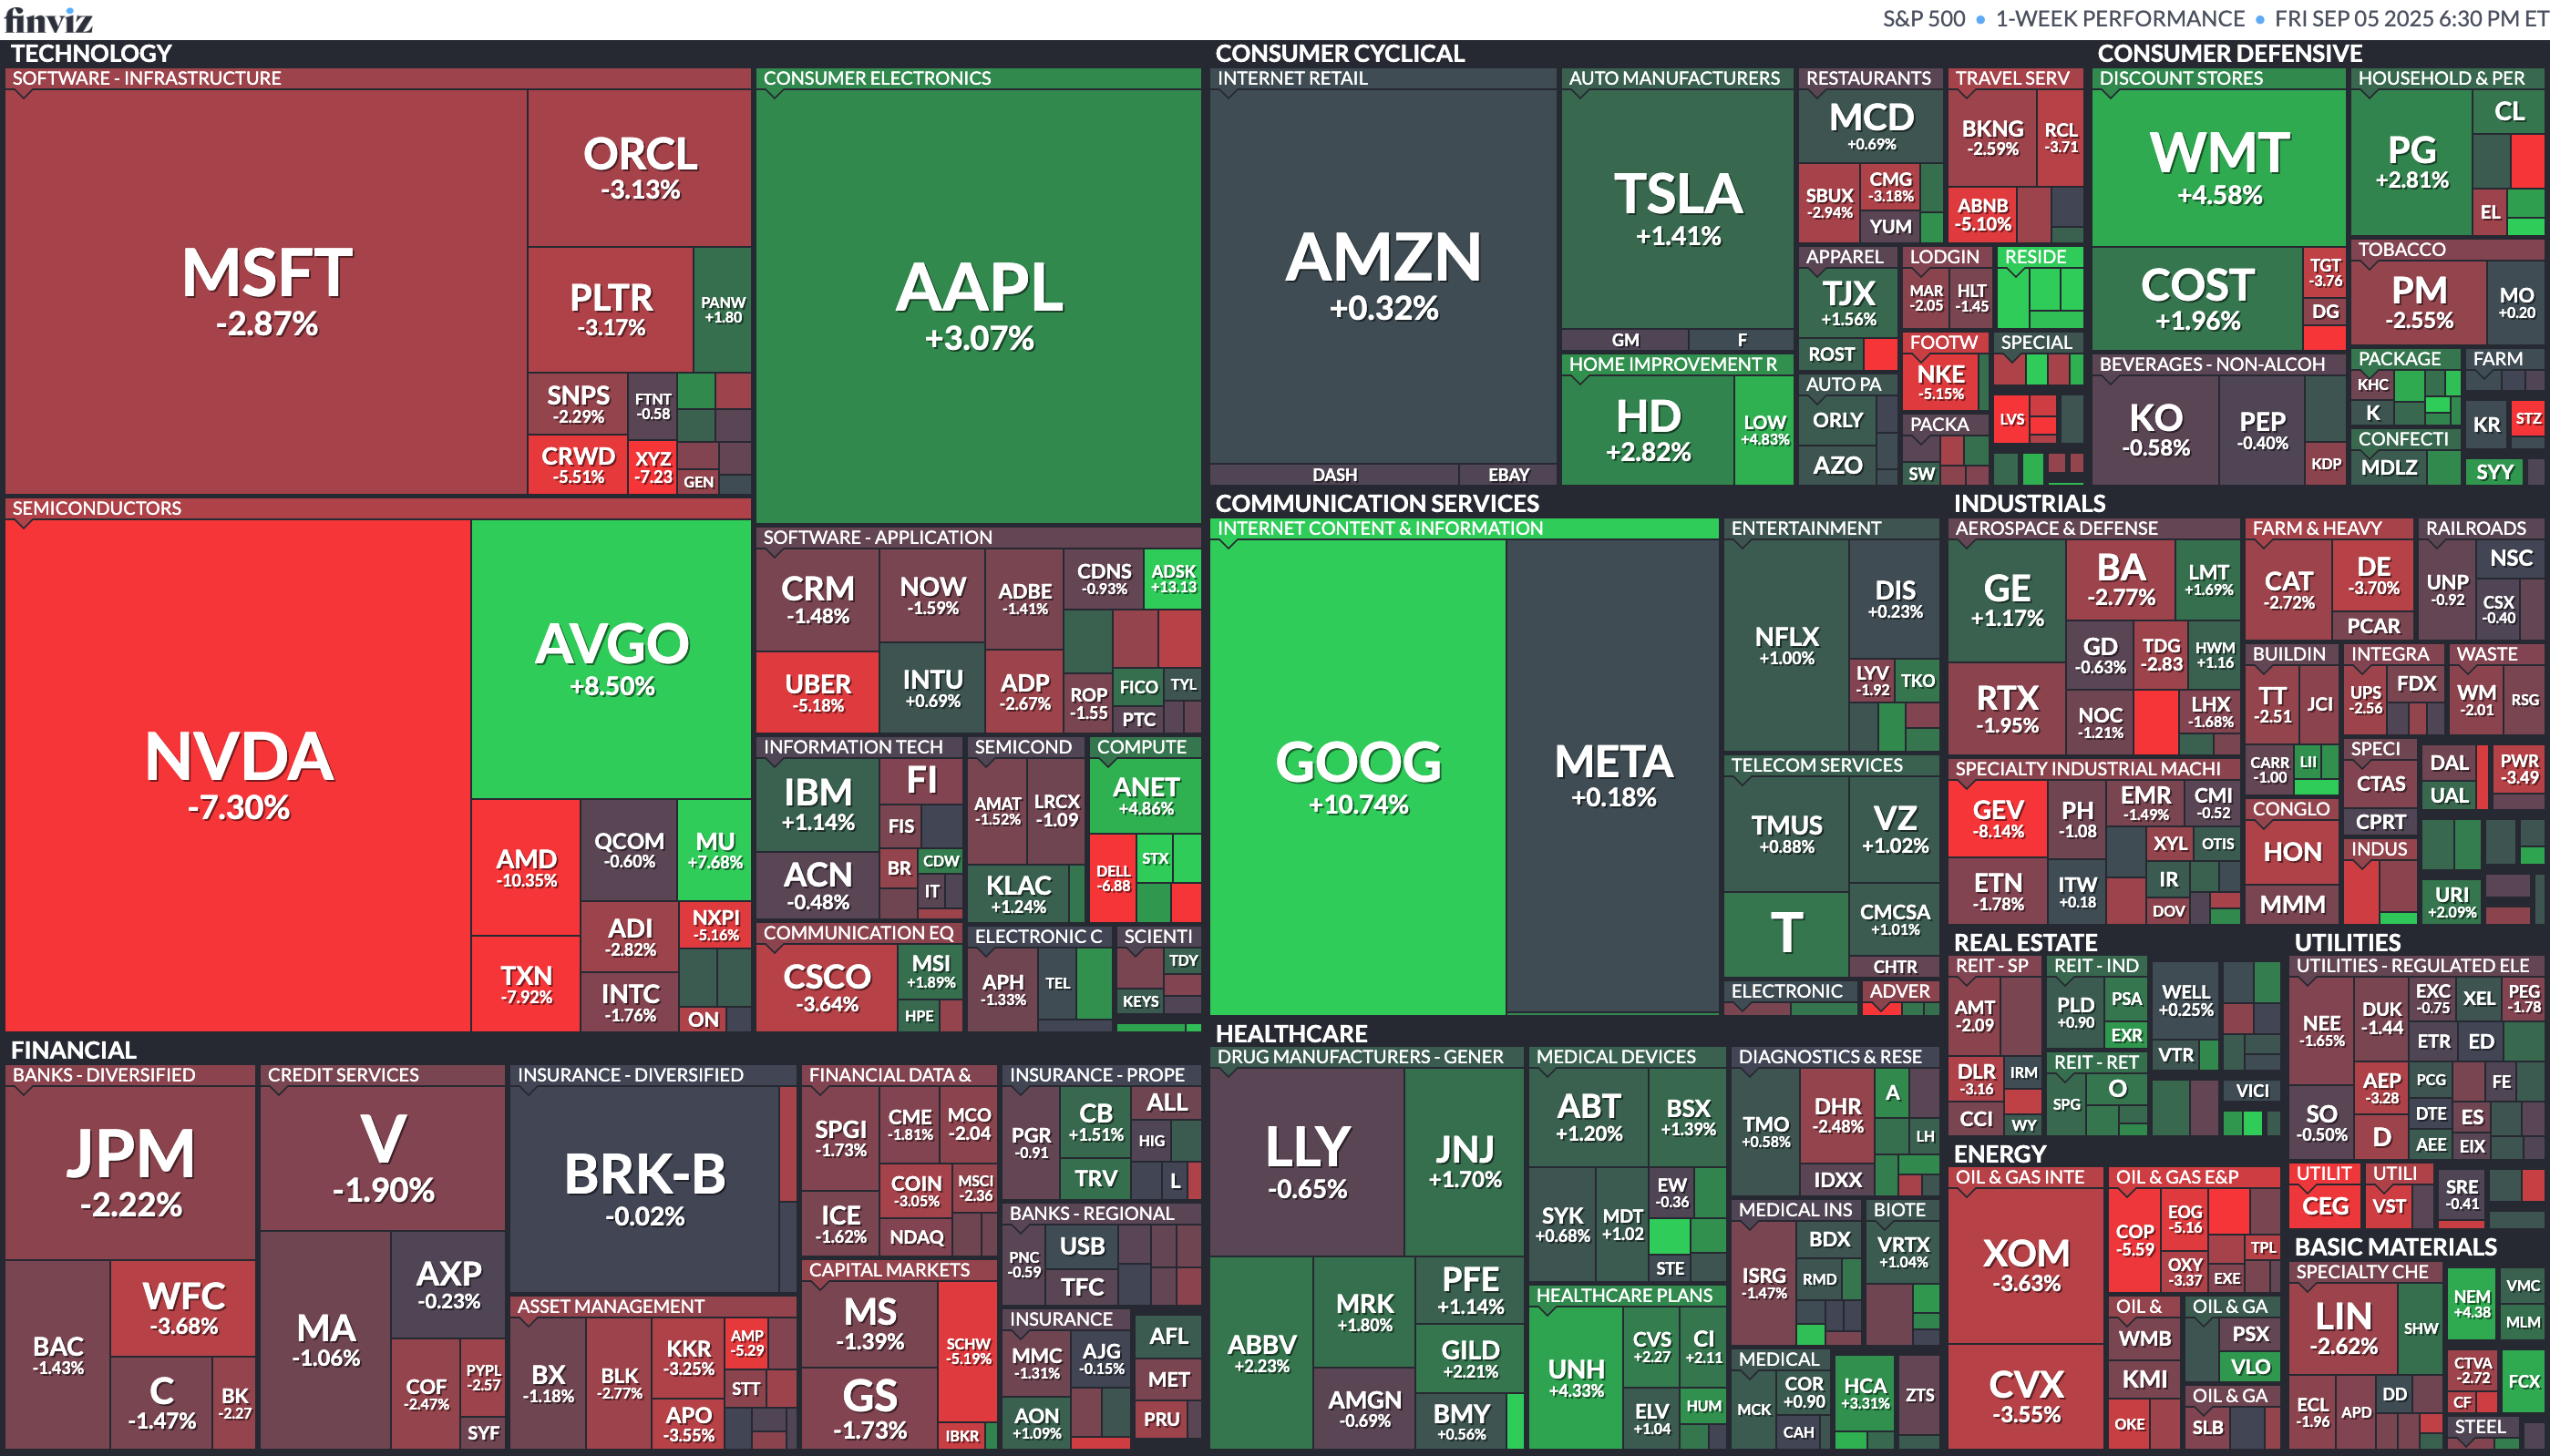 finviz
S&P 500 • 1-WEEK PERFORMANCE • FRI SEP 05 2025 6:30 PM ET
TECHNOLOGY
SOFTWARE - INFRASTRUCTURE
MSFT
-2.87%
ORCL
-3.13%
PLTR
-3.17%
PANW
+1.80
SNPS
-2.29%
FTNT
-0.58
CRWD
-5.51%
XYZ
-7.23
GEN
CONSUMER ELECTRONICS
AAPL
+3.07%
SEMICONDUCTORS
NVDA
-7.30%
AVGO
+8.50%
AMD
-10.35%
QCOM
-0.60%
MU
+7.68%
TXN
-7.92%
ADI
-2.82%
NXPI
-5.16%
INTC
-1.76%
ON
SOFTWARE - APPLICATION
CRM
-1.48%
NOW
-1.59%
ADBE
-1.41%
CDNS
-0.93%
ADSK
+13.13
UBER
-5.18%
INTU
+0.69%
ADP
-2.67%
ROP
-1.55
FICO
TYL
PTC
INFORMATION TECH
IBM
+1.14%
FI
FIS
ACN
-0.48%
BR
CDW
IT
SEMICOND
AMAT
-1.52%
LRCX
-1.09
KLAC
+1.24%
COMPUTE
ANET
+4.86%
DELL
-6.88
STX
COMMUNICATION EQ
CSCO
-3.64%
MSI
+1.89%
HPE
ELECTRONIC C
APH
-1.33%
TEL
SCIENTI
TDY
KEYS
CONSUMER CYCLICAL
INTERNET RETAIL
AMZN
+0.32%
DASH
EBAY
AUTO MANUFACTURERS
TSLA
+1.41%
GM
F
HOME IMPROVEMENT R
HD
+2.82%
LOW
+4.83%
RESTAURANTS
MCD
+0.69%
SBUX
-2.94%
CMG
-3.18%
YUM
TRAVEL SERV
BKNG
-2.59%
RCL
-3.71
ABNB
-5.10%
APPAREL
TJX
+1.56%
ROST
LODGIN
MAR
-2.05
HLT
-1.45
RESIDE
FOOTW
NKE
-5.15%
SPECIAL
AUTO PA
ORLY
AZO
LVS
PACKA
SW
CONSUMER DEFENSIVE
DISCOUNT STORES
WMT
+4.58%
COST
+1.96%
TGT
-3.76
DG
HOUSEHOLD & PER
PG
+2.81%
CL
EL
TOBACCO
PM
-2.55%
MO
+0.20
BEVERAGES - NON-ALCOH
KO
-0.58%
PEP
-0.40%
KDP
PACKAGE
KHC
K
FARM
KR
STZ
CONFECTI
MDLZ
SYY
COMMUNICATION SERVICES
INTERNET CONTENT & INFORMATION
GOOG
+10.74%
META
+0.18%
ENTERTAINMENT
NFLX
+1.00%
DIS
+0.23%
LYV
-1.92
TKO
TELECOM SERVICES
TMUS
+0.88%
VZ
+1.02%
T
CMCSA
+1.01%
CHTR
ELECTRONIC
ADVER
INDUSTRIALS
AEROSPACE & DEFENSE
GE
+1.17%
BA
-2.77%
LMT
+1.69%
RTX
-1.95%
GD
-0.63%
TDG
-2.83
HWM
+1.16
NOC
-1.21%
LHX
-1.68%
FARM & HEAVY
CAT
-2.72%
DE
-3.70%
PCAR
RAILROADS
UNP
-0.92
NSC
CSX
-0.40
BUILDIN
TT
-2.51
JCI
CARR
-1.00
LII
INTEGRA
UPS
-2.56
FDX
WASTE
WM
-2.01
RSG
SPECIALTY INDUSTRIAL MACHI
GEV
-8.14%
PH
-1.08
EMR
-1.49%
CMI
-0.52
XYL
OTIS
ETN
-1.78%
ITW
+0.18
IR
DOV
SPECI
CTAS
CPRT
DAL
UAL
PWR
-3.49
CONGLO
HON
MMM
INDUS
URI
+2.09%
FINANCIAL
BANKS - DIVERSIFIED
JPM
-2.22%
BAC
-1.43%
WFC
-3.68%
C
-1.47%
BK
-2.27
CREDIT SERVICES
V
-1.90%
MA
-1.06%
AXP
-0.23%
COF
-2.47%
PYPL
-2.57
SYF
INSURANCE - DIVERSIFIED
BRK-B
-0.02%
ASSET MANAGEMENT
BX
-1.18%
BLK
-2.77%
KKR
-3.25%
AMP
-5.29
STT
APO
-3.55%
FINANCIAL DATA &
SPGI
-1.73%
CME
-1.81%
MCO
-2.04
ICE
-1.62%
COIN
-3.05%
MSCI
-2.36
NDAQ
CAPITAL MARKETS
MS
-1.39%
GS
-1.73%
SCHW
-5.19%
IBKR
INSURANCE - PROPE
PGR
-0.91
CB
+1.51%
ALL
HIG
TRV
L
BANKS - REGIONAL
PNC
-0.59
USB
TFC
INSURANCE
MMC
-1.31%
AJG
-0.15%
AON
+1.09%
AFL
MET
PRU
HEALTHCARE
DRUG MANUFACTURERS - GENER
LLY
-0.65%
JNJ
+1.70%
ABBV
+2.23%
MRK
+1.80%
PFE
+1.14%
AMGN
-0.69%
GILD
+2.21%
BMY
+0.56%
MEDICAL DEVICES
ABT
+1.20%
BSX
+1.39%
SYK
+0.68%
MDT
+1.02
EW
-0.36
STE
HEALTHCARE PLANS
UNH
+4.33%
CVS
+2.27
CI
+2.11
ELV
+1.04
HUM
DIAGNOSTICS & RESE
TMO
+0.58%
DHR
-2.48%
A
IDXX
LH
MEDICAL INS
ISRG
-1.47%
BDX
RMD
BIOTE
VRTX
+1.04%
MEDICAL
MCK
COR
+0.90
CAH
HCA
+3.31%
ZTS
REAL ESTATE
REIT - SP
AMT
-2.09
DLR
-3.16
IRM
CCI
WY
REIT - IND
PLD
+0.90
PSA
EXR
REIT - RET
SPG
O
WELL
+0.25%
VTR
VICI
UTILITIES
UTILITIES - REGULATED ELE
NEE
-1.65%
DUK
-1.44
EXC
-0.75
XEL
PEG
-1.78
ETR
ED
SO
-0.50%
AEP
-3.28
PCG
FE
D
DTE
ES
AEE
EIX
UTILIT
CEG
UTILI
VST
SRE
-0.41
ENERGY
OIL & GAS INTE
XOM
-3.63%
CVX
-3.55%
OIL & GAS E&P
COP
-5.59
EOG
-5.16
OXY
-3.37
EXE
TPL
OIL &
WMB
KMI
OKE
OIL & GA
PSX
VLO
OIL & GA
SLB
BASIC MATERIALS
SPECIALTY CHE
LIN
-2.62%
SHW
ECL
-1.96
APD
DD
NEM
+4.38
VMC
MLM
CTVA
-2.72
CF
FCX
STEEL